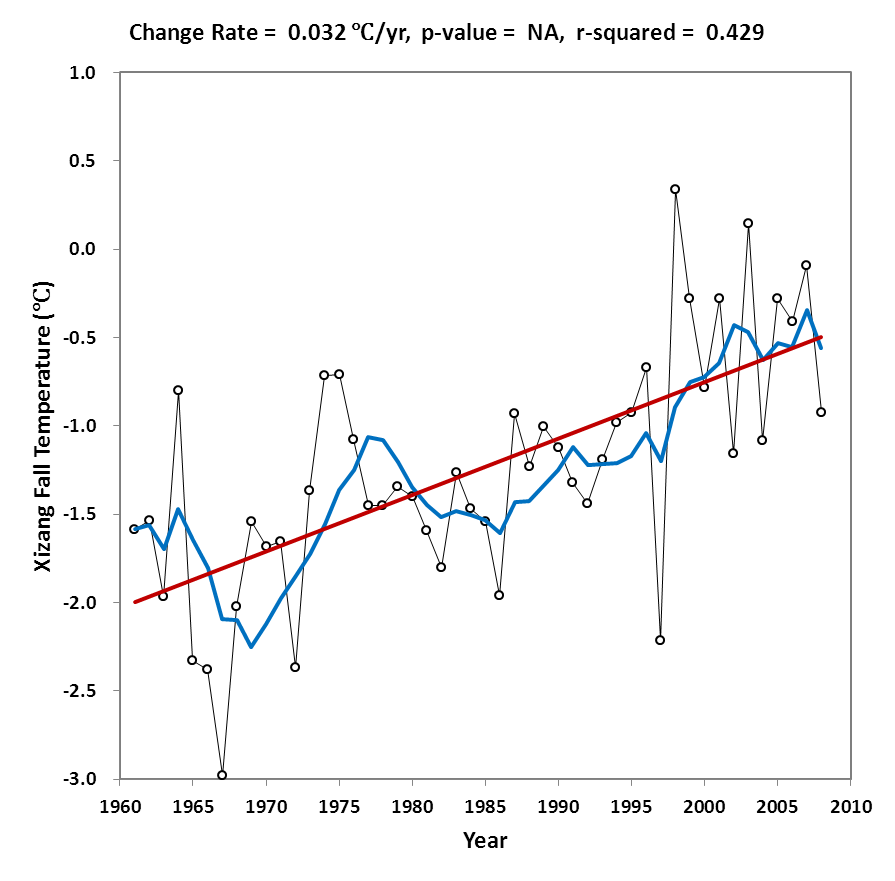 Change Rate = 0.032 ℃/yr, p-value = NA, r-squared = 0.429
1.0
0.5
0.0
-0.5
-1.0
-1.5
-2.0
-2.5
-3.0
Xizang Fall Temperature (℃)
1960 1965 1970 1975 1980 1985 1990 1995 2000 2005 2010
Year